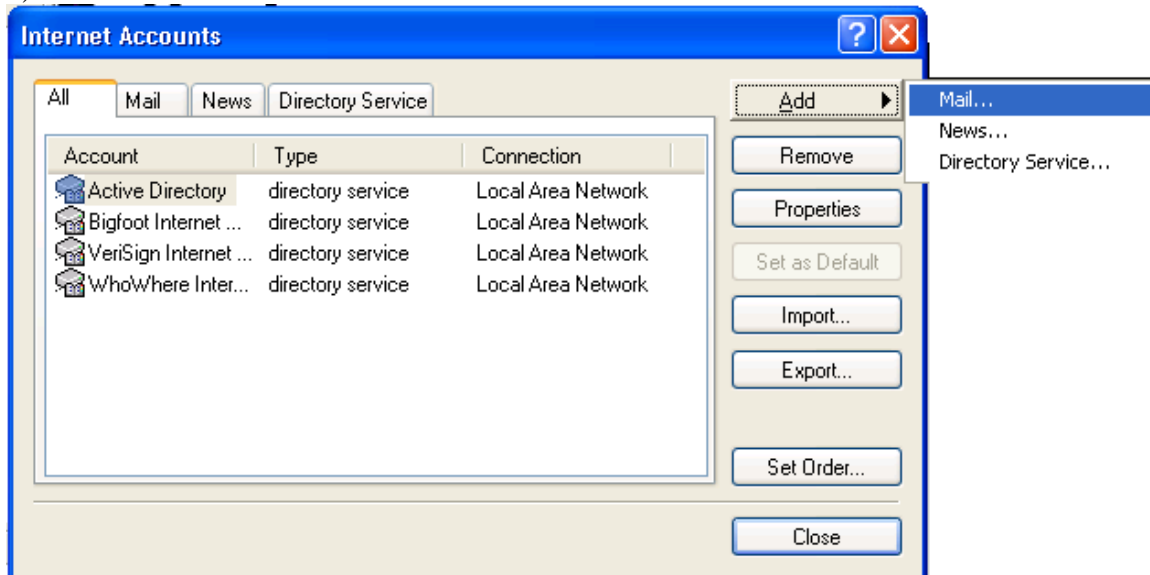 Internet Accounts
All Mail News Directory Service
Add
Mail...
News...
Directory Service...
Account Type Connection
Active Directory directory service Local Area Network
Bigfoot Internet ... directory service Local Area Network
VeriSign Internet ... directory service Local Area Network
WhoWhere Inter... directory service Local Area Network
Remove
Properties
Set as Default
Import...
Export...
Set Order...
Close